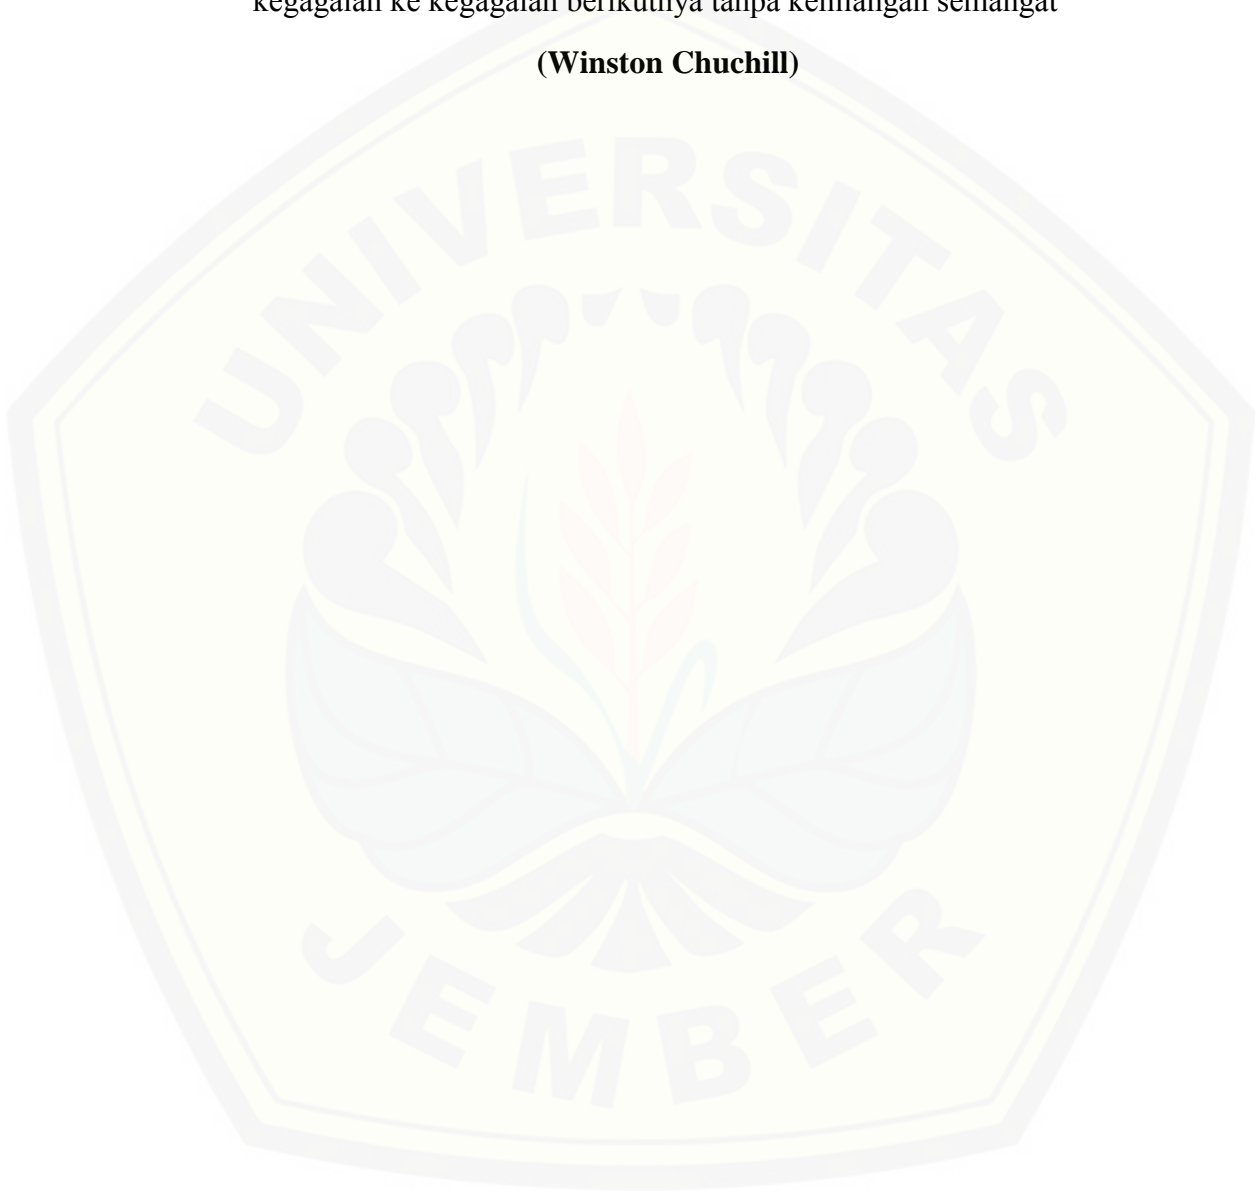 kegagalan ke kegagalan berikutnya tanpa kehilangan semangat
(Winston Chuchill)
UNIVERSITAS
JEMBER